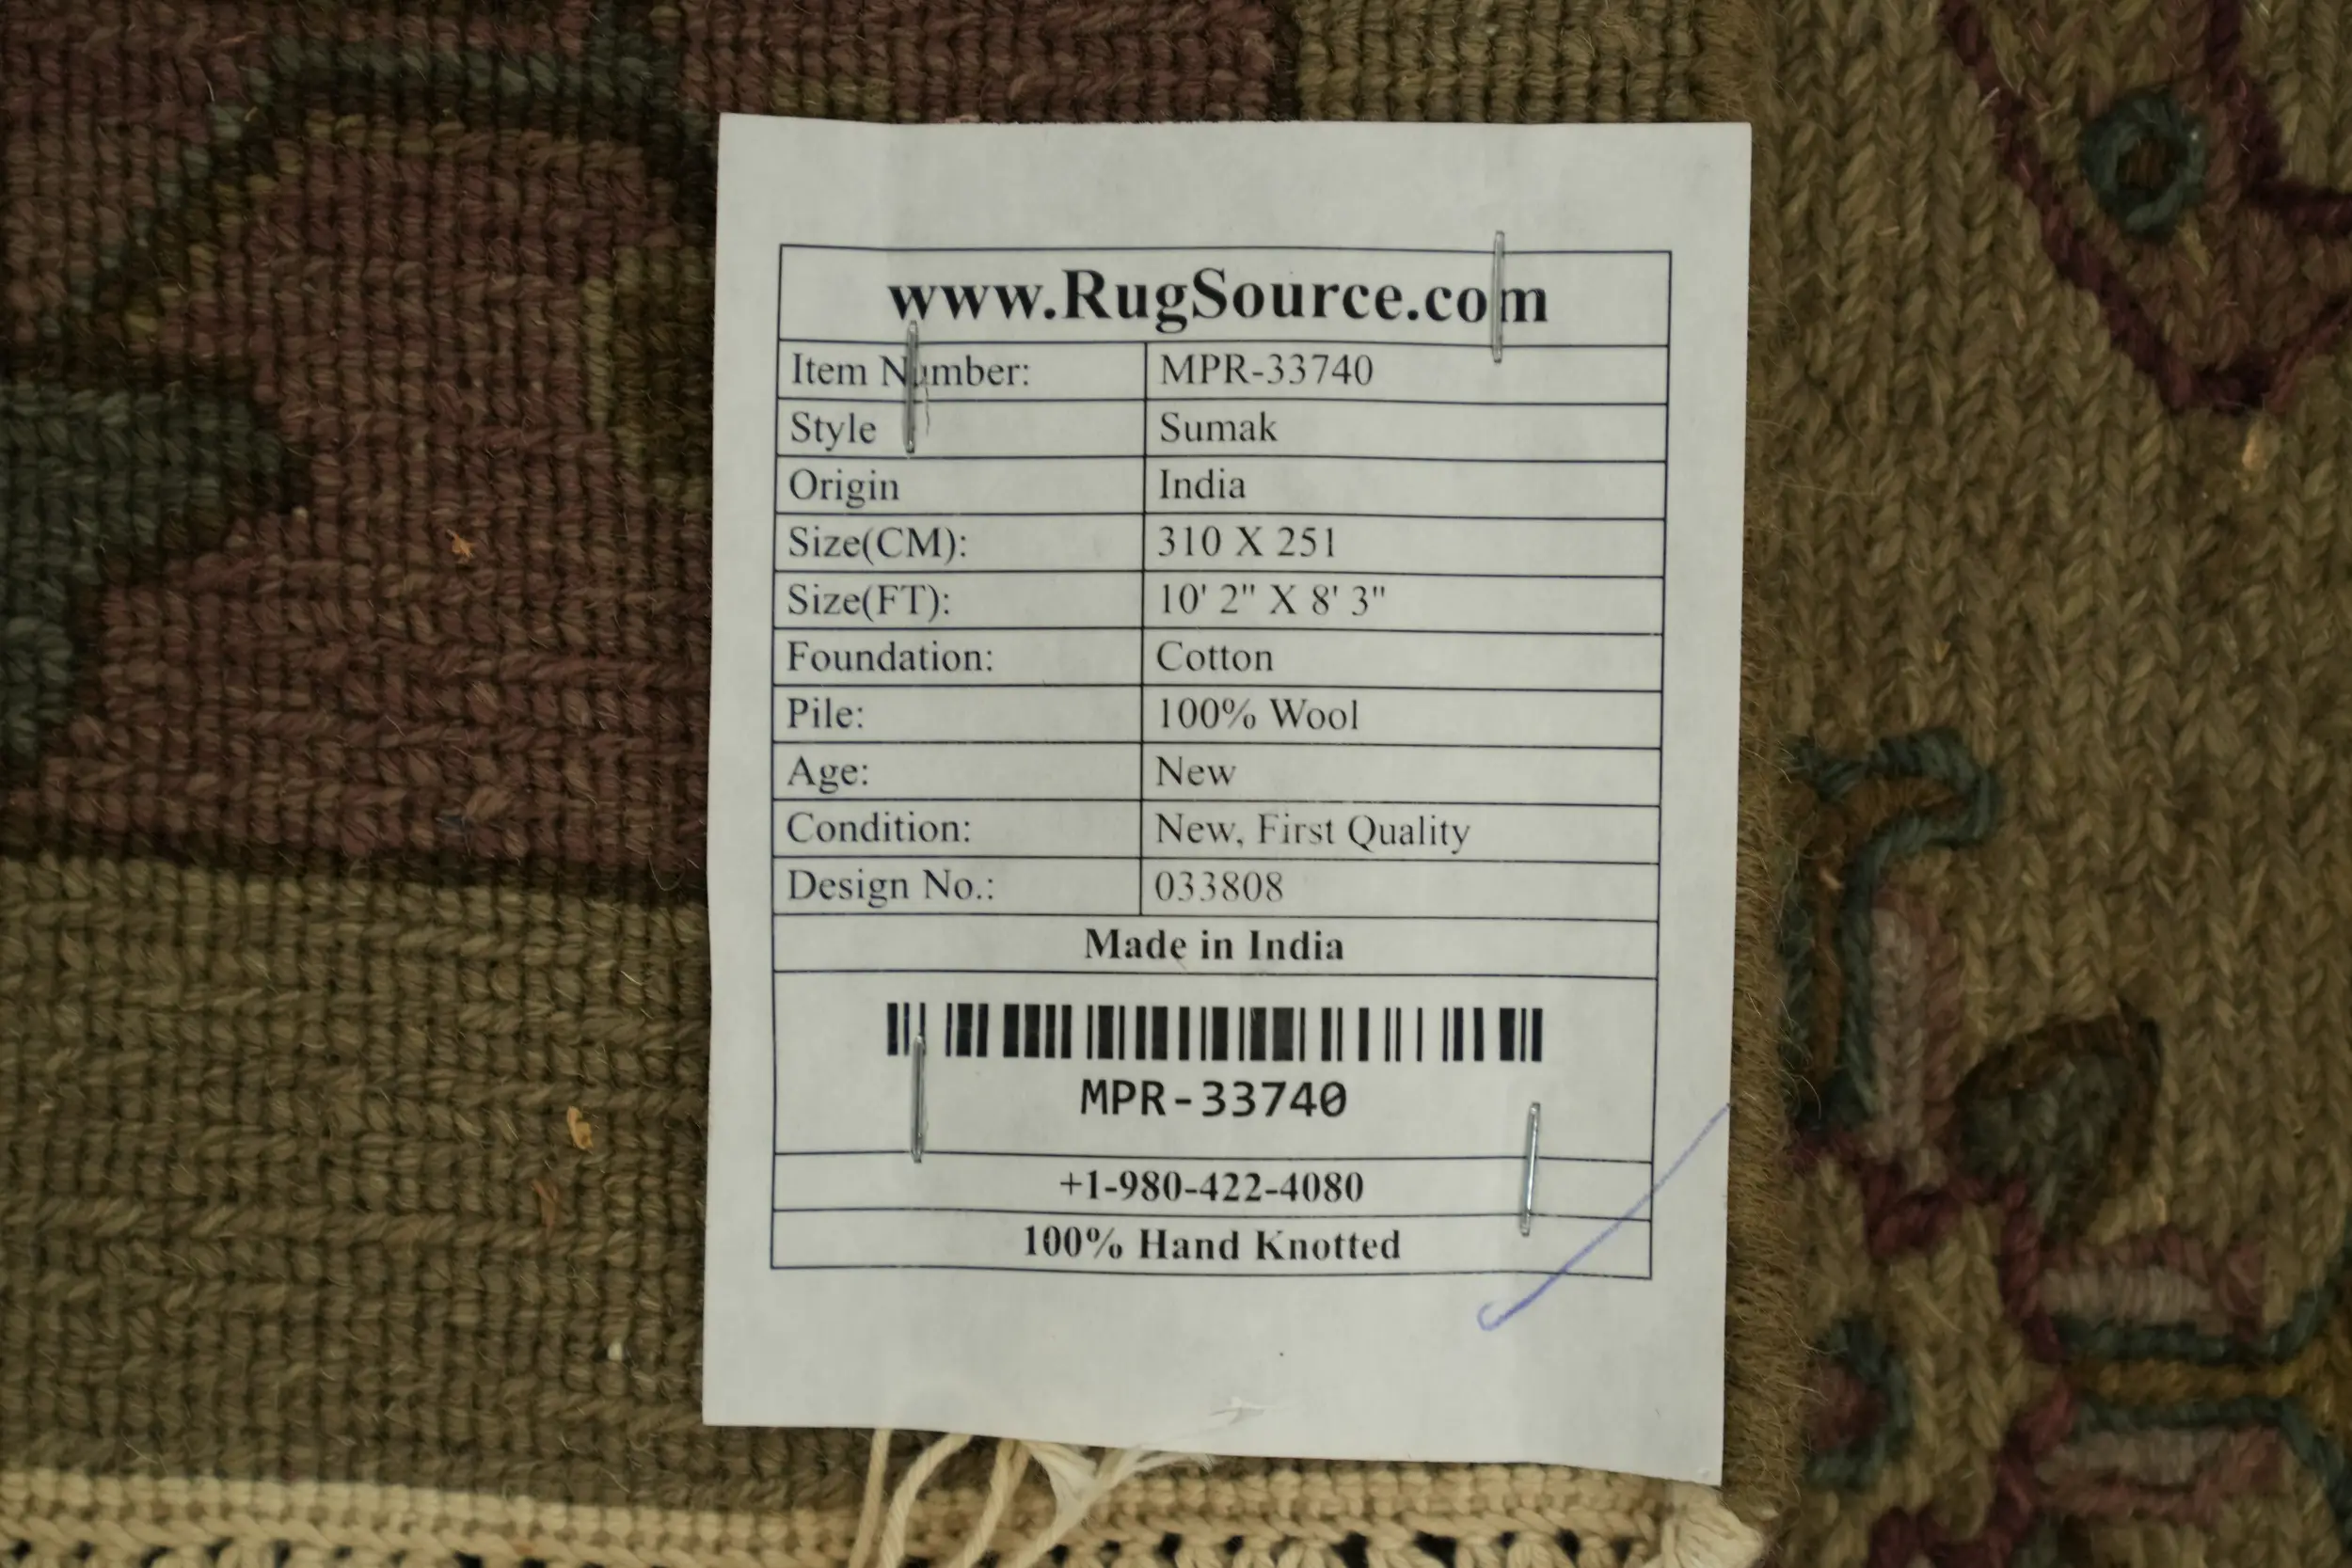 www.RugSource.com
Item Number: MPR-33740
Style Sumak
Origin India
Size(CM): 310 X 251
Size(FT): 10' 2" X 8' 3"
Foundation: Cotton
Pile: 100% Wool
Age: New
Condition: New, First Quality
Design No.: 033808
Made in India
MPR-33740
+1-980-422-4080
100% Hand Knotted